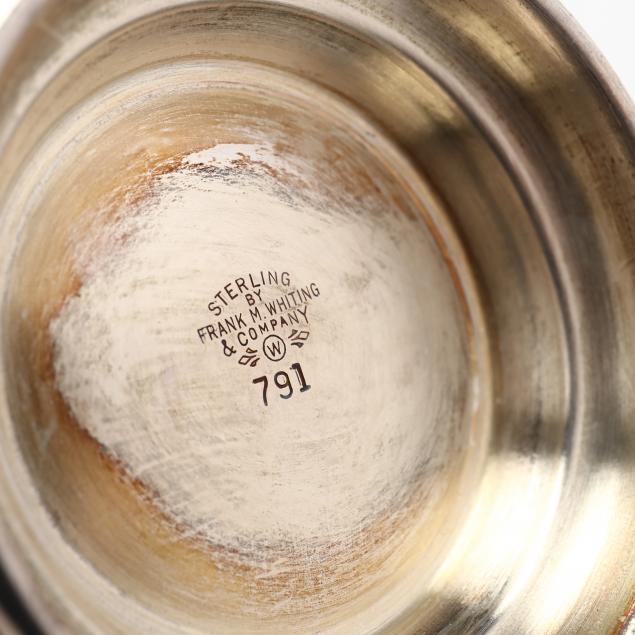 STERLING
BY
FRANK M. WHITING
& COMPANY
W
791